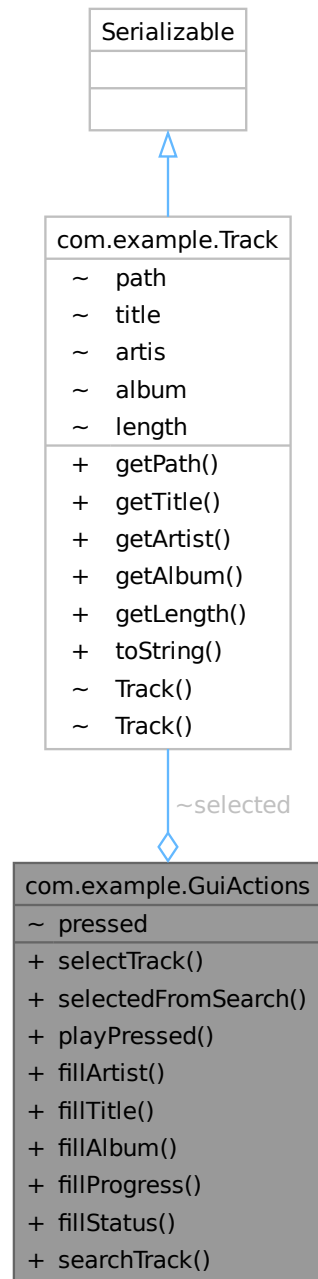 Serializable
com.example.Track
~ path
~ title
~ artis
~ album
~ length
+ getPath()
+ getTitle()
+ getArtist()
+ getAlbum()
+ getLength()
+ toString()
~ Track()
~ Track()
~selected
com.example.GuiActions
~ pressed
+ selectTrack()
+ selectedFromSearch()
+ playPressed()
+ fillArtist()
+ fillTitle()
+ fillAlbum()
+ fillProgress()
+ fillStatus()
+ searchTrack()